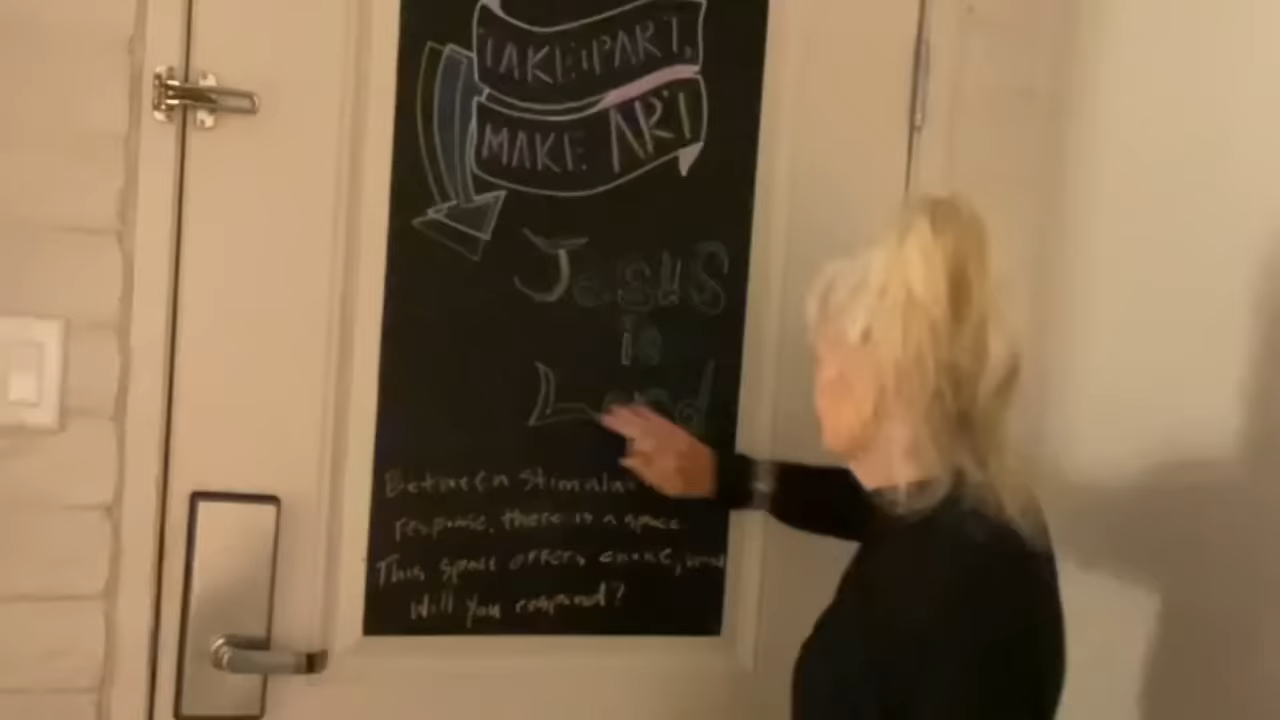 TAKE PART,
MAKE ART
Jesus
is
Lord
Between
response, there is a space
This space offers
Will you respond?